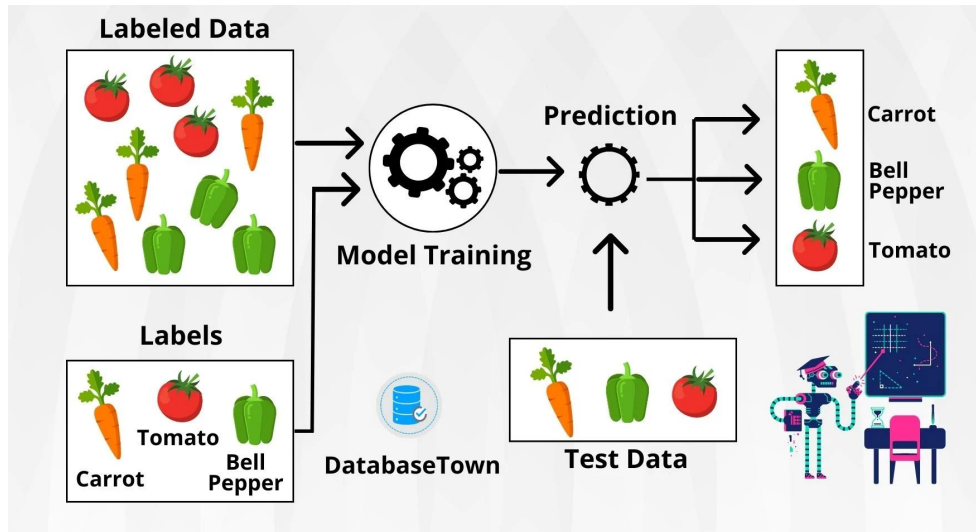 Labeled Data
Prediction
Carrot
Bell
Pepper
Tomato
Model Training
Labels
Carrot
Tomato
Bell
Pepper
DatabaseTown
Test Data